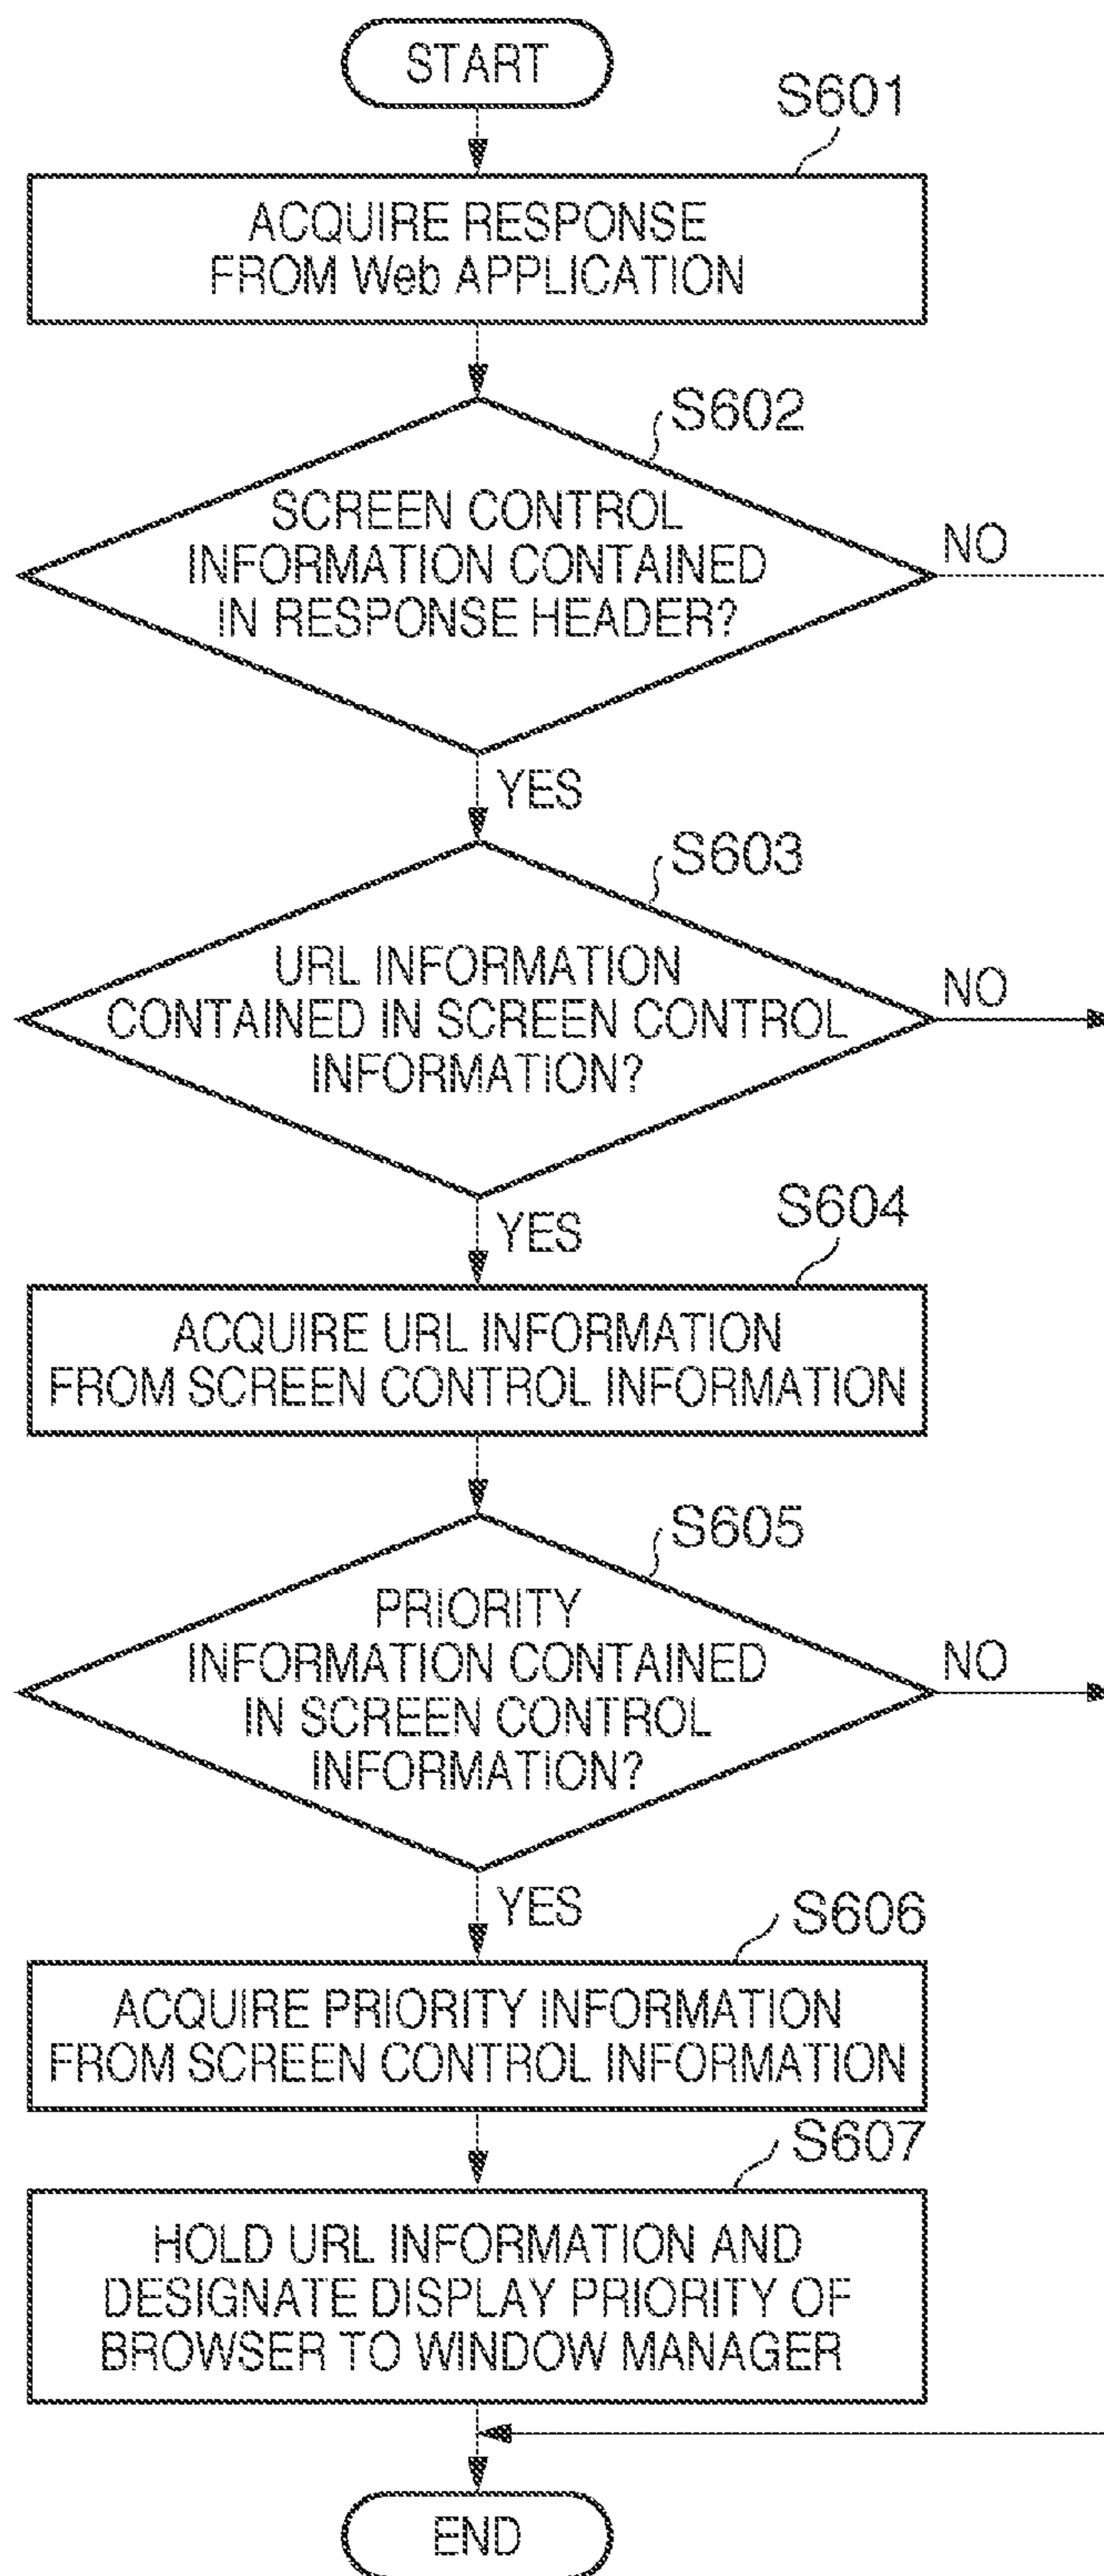 START
S601
ACQUIRE RESPONSE
FROM Web APPLICATION
S602
SCREEN CONTROL
INFORMATION CONTAINED
IN RESPONSE HEADER?
NO
YES
S603
URL INFORMATION
CONTAINED IN SCREEN CONTROL
INFORMATION?
NO
YES
S604
ACQUIRE URL INFORMATION
FROM SCREEN CONTROL INFORMATION
S605
PRIORITY
INFORMATION CONTAINED
IN SCREEN CONTROL
INFORMATION?
NO
YES
S606
ACQUIRE PRIORITY INFORMATION
FROM SCREEN CONTROL INFORMATION
S607
HOLD URL INFORMATION AND
DESIGNATE DISPLAY PRIORITY OF
BROWSER TO WINDOW MANAGER
END